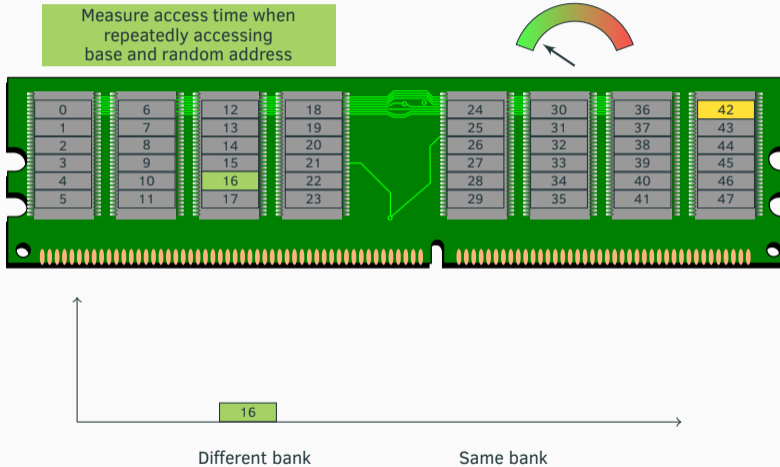 Measure access time when
repeatedly accessing
base and random address
0 6 12 18 24 30 36 42
1 7 13 19 25 31 37 43
2 8 14 20 26 32 38 44
3 9 15 21 27 33 39 45
4 10 16 22 28 34 40 46
5 11 17 23 29 35 41 47
16
Different bank Same bank